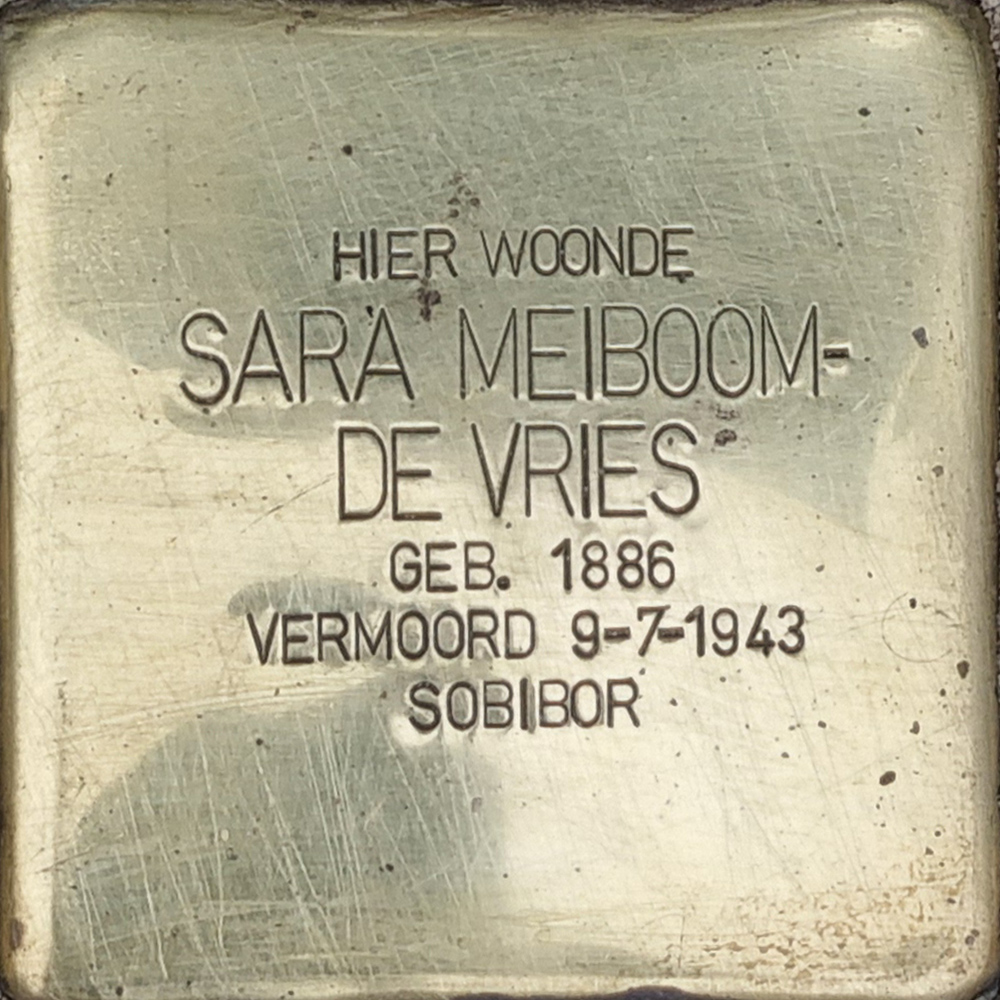 HIER WOONDE
SARA MEIBOOM-
DE VRIES
GEB. 1886
VERMOORD 9-7-1943
SOBIBOR